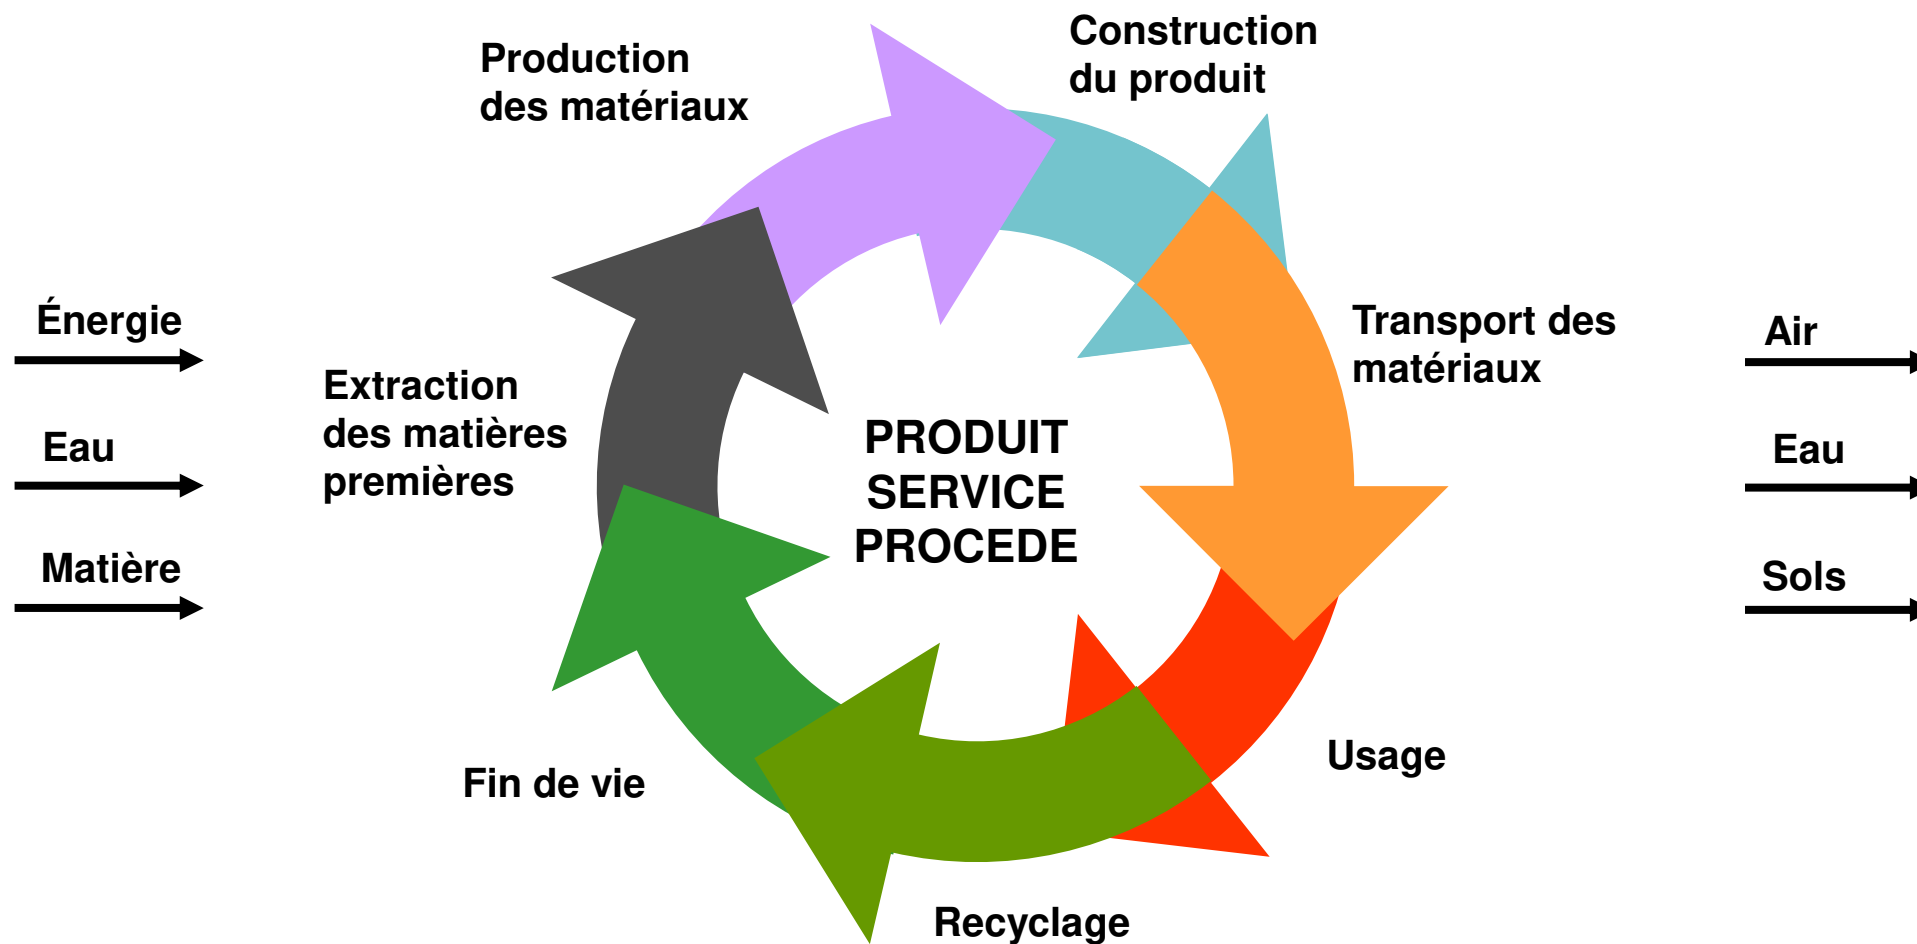 Production
des matériaux
Construction
du produit
Énergie
Eau
Matière
Extraction
des matières
premières
PRODUIT
SERVICE
PROCEDE
Transport des
matériaux
Air
Eau
Sols
Usage
Fin de vie
Recyclage